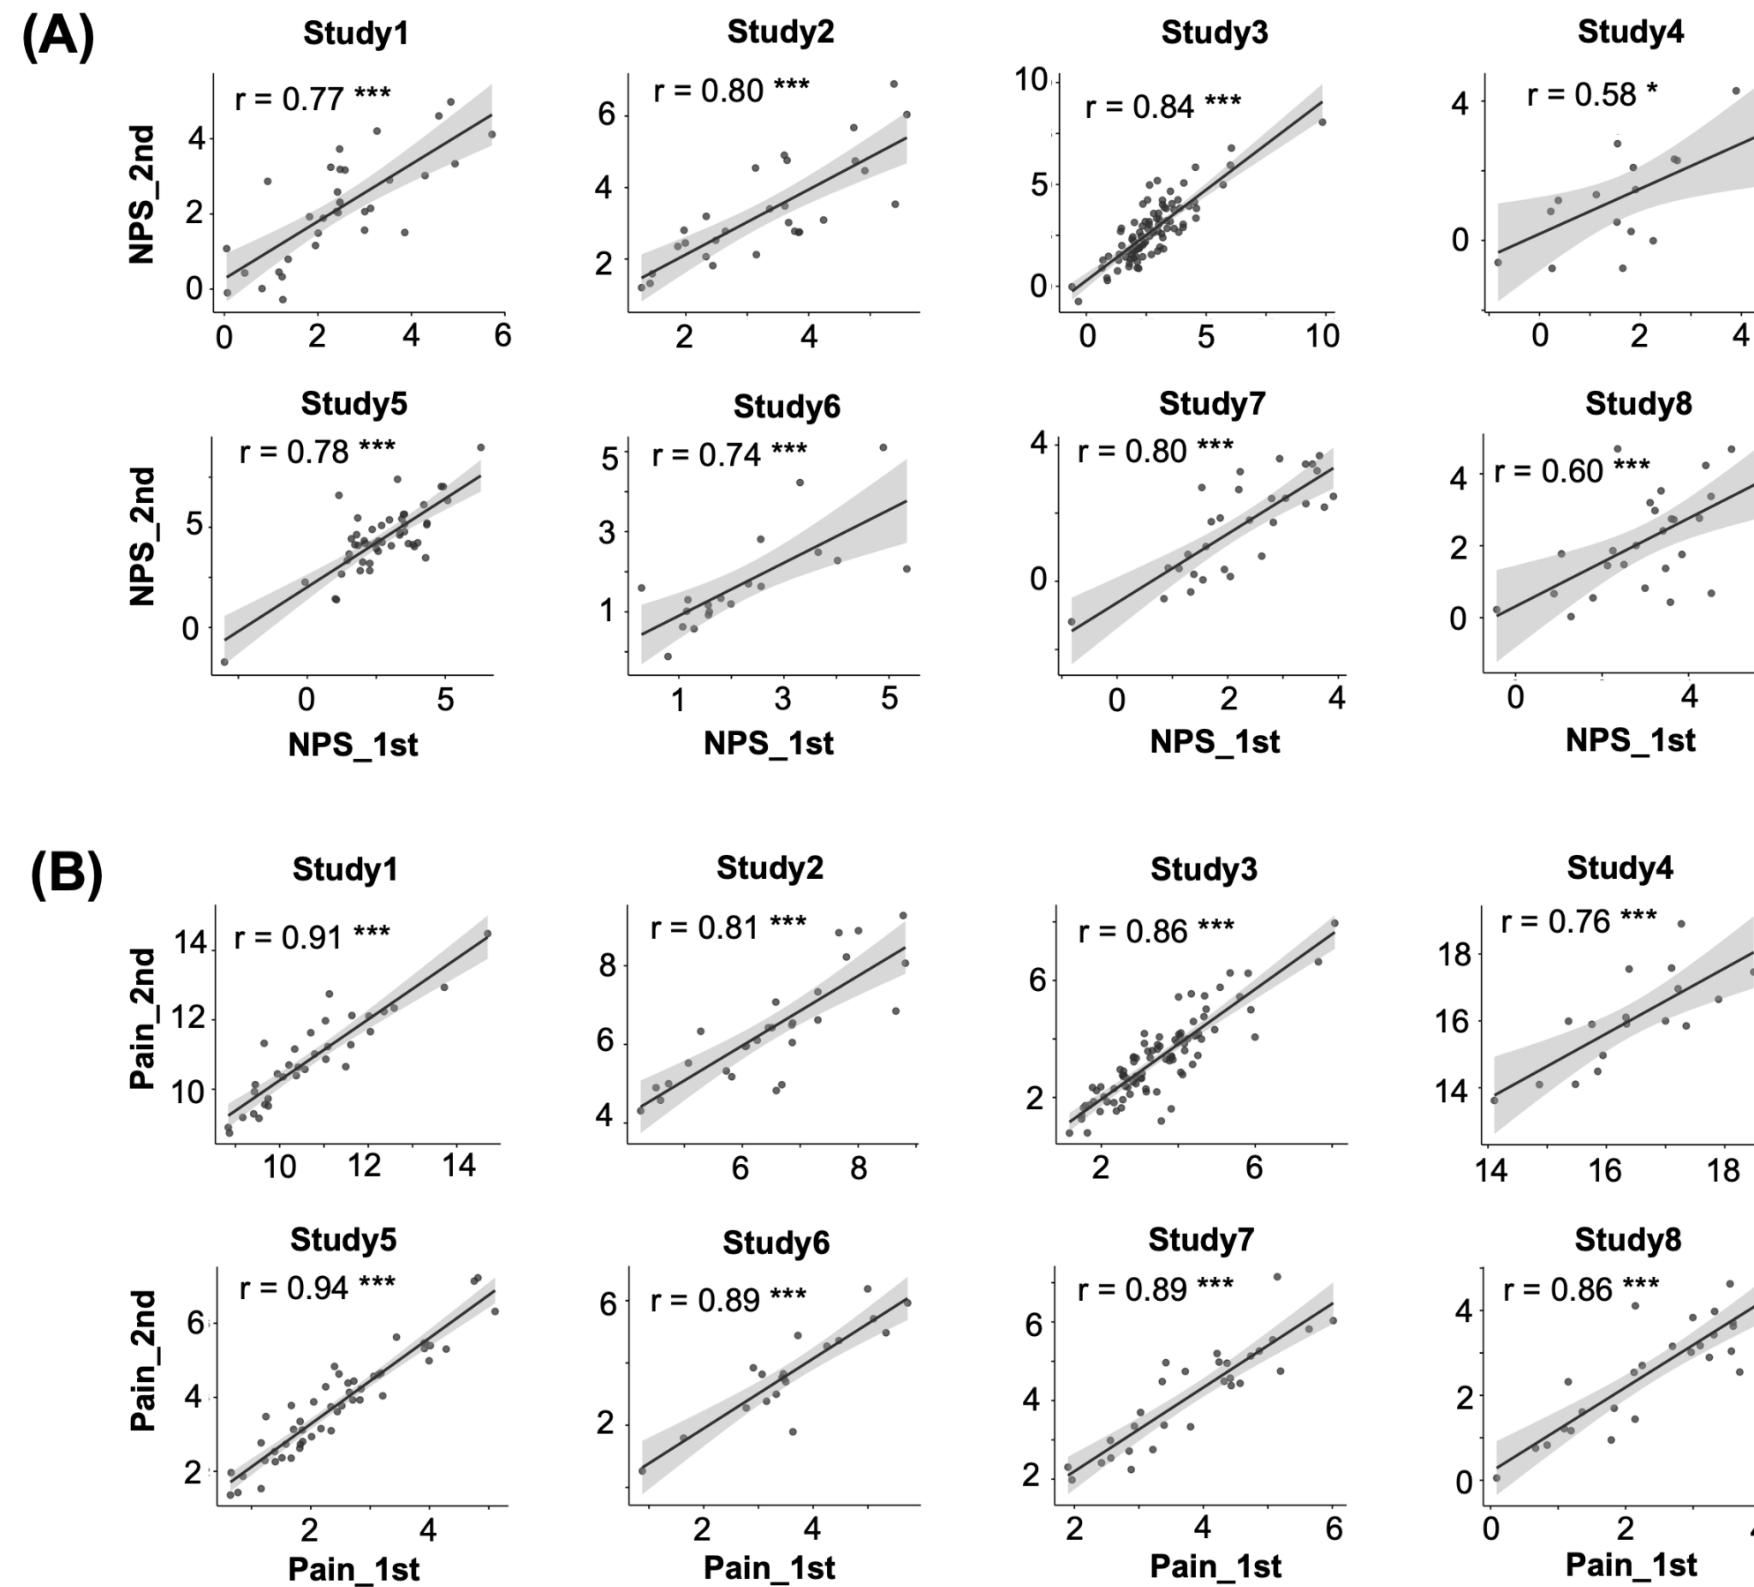 (A)
Study1 Study2 Study3 Study4
r = 0.77 *** r = 0.80 *** r = 0.84 *** r = 0.58 *
NPS_2nd
4 2 0
6 4 2
10 5 0
4 0
0 2 4 6
2 4
0 5 10
0 2 4
Study5 Study6 Study7 Study8
r = 0.78 *** r = 0.74 *** r = 0.80 *** r = 0.60 ***
NPS_2nd
5 0
5 3 1
4 0
4 2 0
0 5
1 3 5
0 2 4
0 4
NPS_1st NPS_1st NPS_1st NPS_1st
(B)
Study1 Study2 Study3 Study4
r = 0.91 *** r = 0.81 *** r = 0.86 *** r = 0.76 ***
Pain_2nd
14 12 10
8 6 4
6 2
18 16 14
10 12 14
6 8
2 6
14 16 18
Study5 Study6 Study7 Study8
r = 0.94 *** r = 0.89 *** r = 0.89 *** r = 0.86 ***
Pain_2nd
6 4 2
6 2
6 4 2
4 2 0
2 4
2 4
2 4 6
0 2
Pain_1st Pain_1st Pain_1st Pain_1st